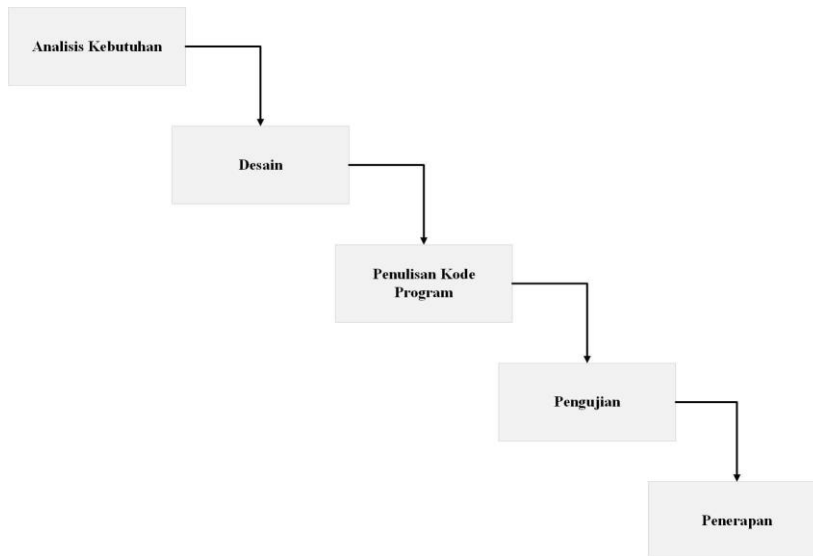 Analisis Kebutuhan
Desain
Penulisan Kode
Program
Pengujian
Penerapan